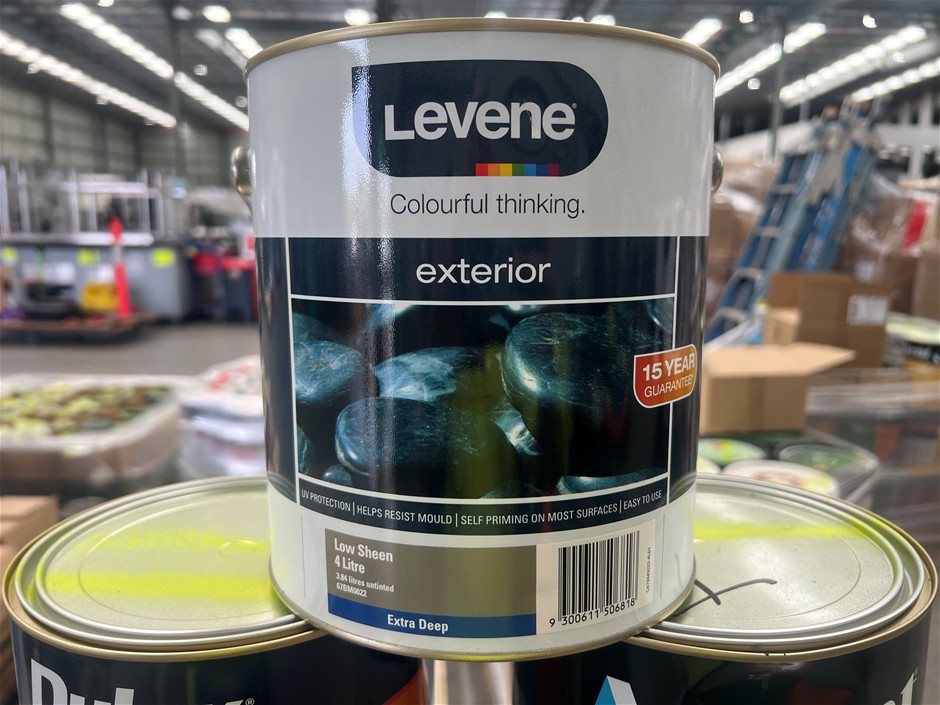 Levene®
Colourful thinking.
exterior
15 YEAR
GUARANTEE
UV PROTECTION | HELPS RESIST MOULD | SELF PRIMING ON MOST SURFACES | EASY TO USE
Low Sheen
4 Litre
3.84 litres untinted
67BM0022
Extra Deep
9 300611 506818